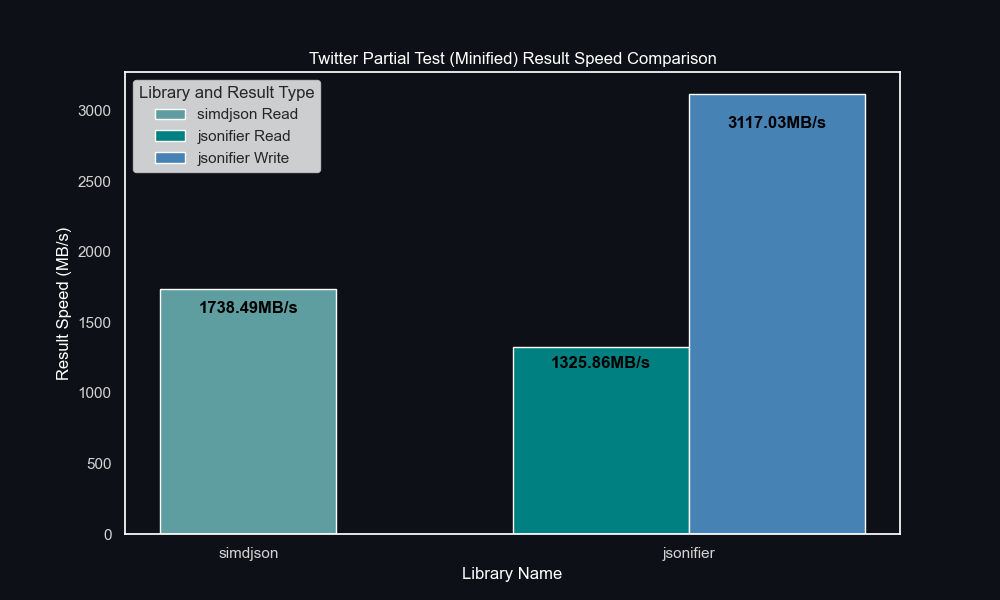 Twitter Partial Test (Minified) Result Speed Comparison
Library and Result Type
simdjson Read
jsonifier Read
jsonifier Write
Result Speed (MB/s)
3000
2500
2000
1500
1000
500
0
1738.49MB/s
1325.86MB/s
3117.03MB/s
simdjson
jsonifier
Library Name